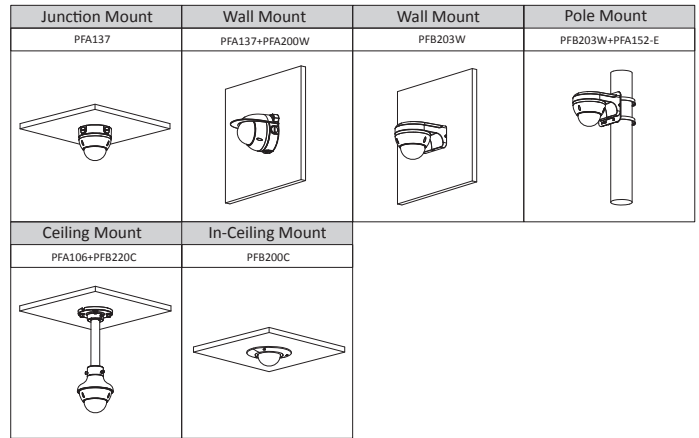 Junction Mount
Wall Mount
Wall Mount
Pole Mount
PFA137
PFA137+PFA200W
PFB203W
PFB203W+PFA152-E
Ceiling Mount
In-Ceiling Mount
PFA106+PFB220C
PFB200C